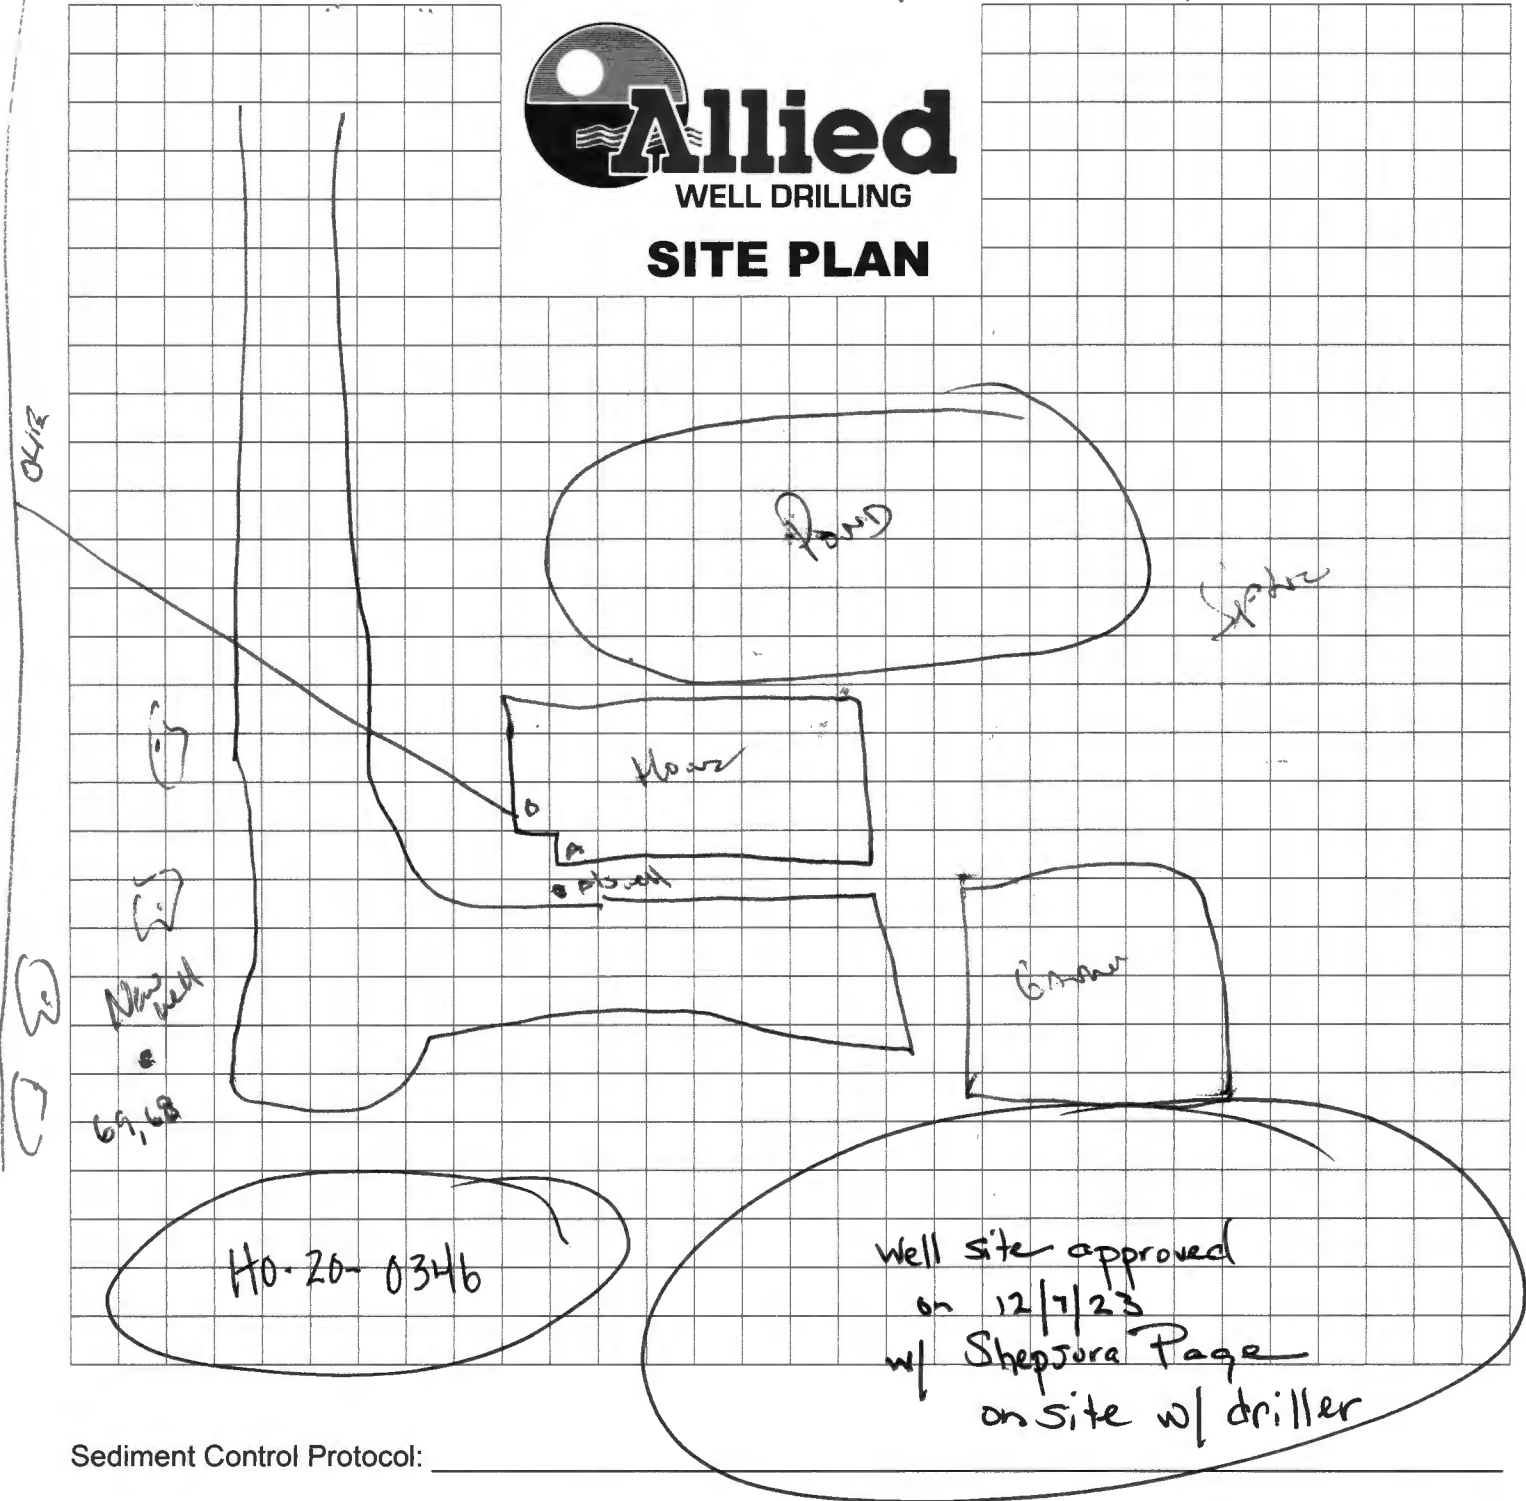 Allied
WELL DRILLING
SITE PLAN
Pond
House
B
A
New
well
69,68
HO-20-0346
Well site approved
on 12/7/23
w/ Shepsura Page
on site w/ driller
Sediment Control Protocol: